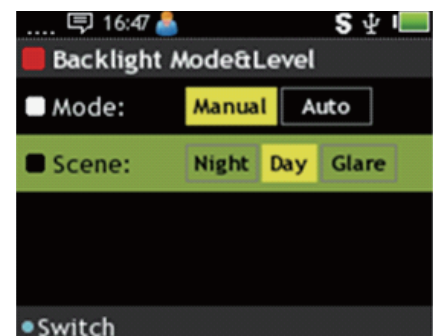 .... 16:47 S
Backlight Mode&Level
Mode: Manual Auto
Scene: Night Day Glare
Switch